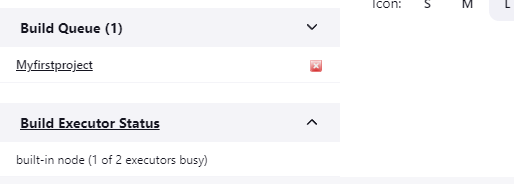 Icon: S M L
Build Queue (1)
Myfirstproject
Build Executor Status
built-in node (1 of 2 executors busy)